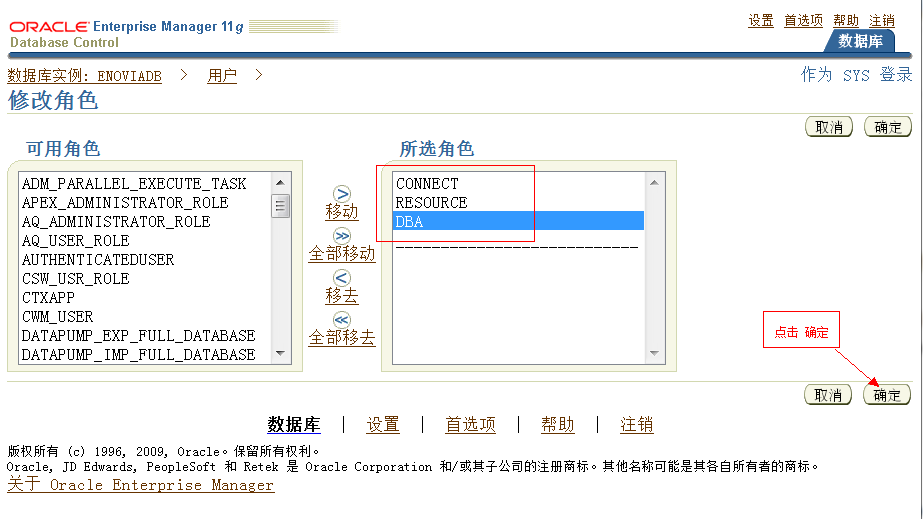 ORACLE Enterprise Manager 11g
Database Control
设置 首选项 帮助 注销
数据库
数据库实例: ENOVIADB > 用户 >
作为 SYS 登录
修改角色
取消 确定
可用角色
所选角色
ADM_PARALLEL_EXECUTE_TASK
APEX_ADMINISTRATOR_ROLE
AQ_ADMINISTRATOR_ROLE
AQ_USER_ROLE
AUTHENTICATEDUSER
CSW_USR_ROLE
CTXAPP
CWM_USER
DATAPUMP_EXP_FULL_DATABASE
DATAPUMP_IMP_FULL_DATABASE
移动
全部移动
移去
全部移去
CONNECT
RESOURCE
DBA
点击 确定
取消 确定
数据库 | 设置 | 首选项 | 帮助 | 注销
版权所有 (c) 1996, 2009, Oracle。保留所有权利。
Oracle, JD Edwards, PeopleSoft 和 Retek 是 Oracle Corporation 和/或其子公司的注册商标。其他名称可能是其各自所有者的商标。
关于 Oracle Enterprise Manager